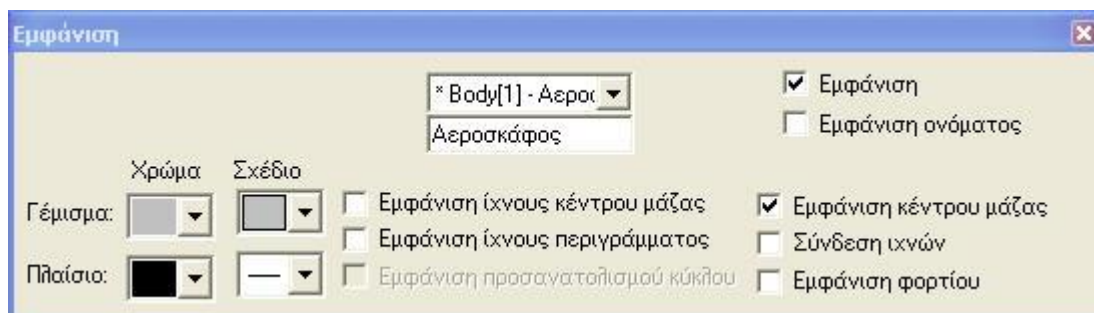 Εμφάνιση
* Body[1] - Αερο
Εμφάνιση
Αεροσκάφος
Εμφάνιση ονόματος
Χρώμα Σχέδιο
Γέμισμα:
Εμφάνιση ίχνους κέντρου μάζας
Εμφάνιση κέντρου μάζας
Εμφάνιση ίχνους περιγράμματος
Σύνδεση ιχνών
Πλαίσιο:
Εμφάνιση προσανατολισμού κύκλου
Εμφάνιση φορτίου